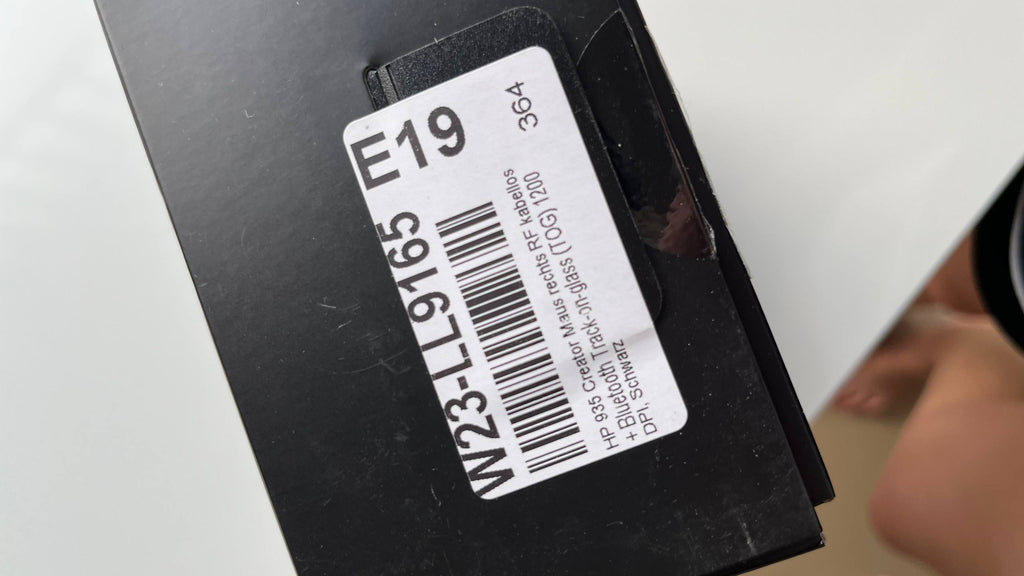 W23-LL9165 E19
HP 935 Creator Maus rechts RF kabellos
+ Bluetooth Track-on-glass (TOG) 1200
DPI, Schwarz
364